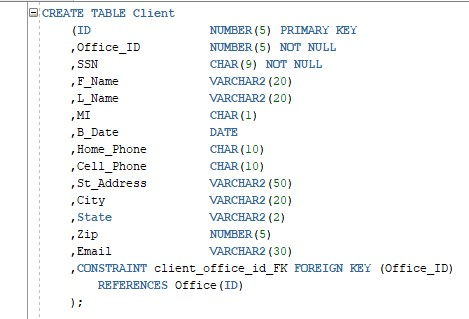 CREATE TABLE Client
(ID NUMBER(5) PRIMARY KEY
,Office_ID NUMBER(5) NOT NULL
,SSN CHAR(9) NOT NULL
,F_Name VARCHAR2(20)
,L_Name VARCHAR2(20)
,MI CHAR(1)
,B_Date DATE
,Home_Phone CHAR(10)
,Cell_Phone CHAR(10)
,St_Address VARCHAR2(50)
,City VARCHAR2(20)
,State VARCHAR2(2)
,Zip NUMBER(5)
,Email VARCHAR2(30)
,CONSTRAINT client_office_id_FK FOREIGN KEY (Office_ID)
REFERENCES Office(ID)
);